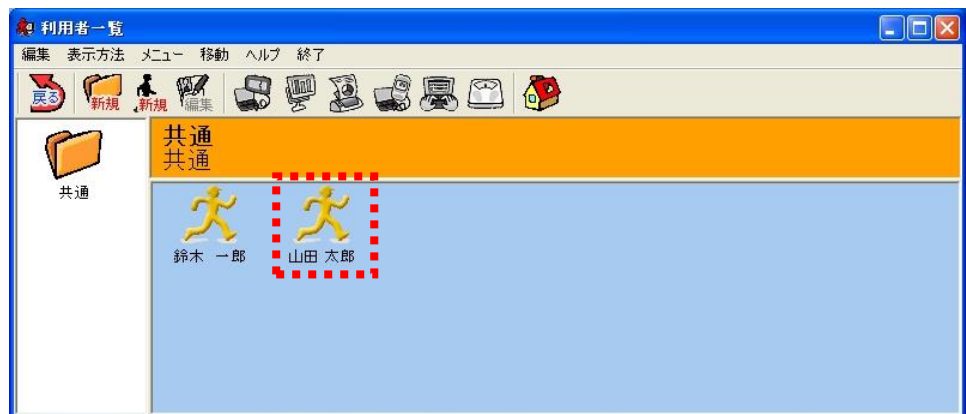 利用者一覧
編集 表示方法 メニュー 移動 ヘルプ 終了
戻る 新規 新規 編集
共通
共通
共通
鈴木 一郎 山田 太郎